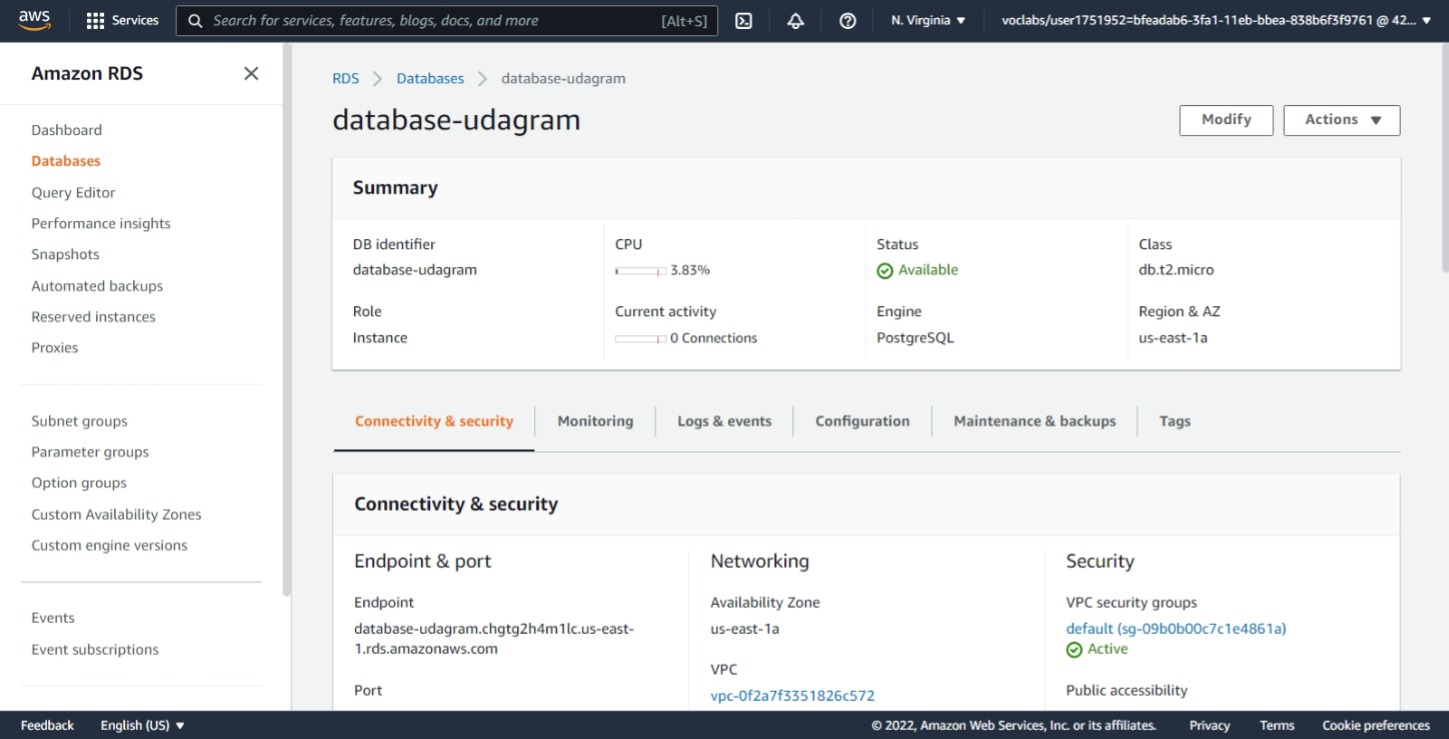 aws
Services
Search for services, features, blogs, docs, and more
[Alt+S]
N. Virginia
voclabs/user1751952=bfeadab6-3fa1-11eb-bbea-838b6f3f9761 @ 42...
Amazon RDS
Dashboard
Databases
Query Editor
Performance insights
Snapshots
Automated backups
Reserved instances
Proxies
Subnet groups
Parameter groups
Option groups
Custom Availability Zones
Custom engine versions
Events
Event subscriptions
RDS
Databases
database-udagram
database-udagram
Modify
Actions
Summary
DB identifier
database-udagram
CPU
3.83%
Status
Available
Class
db.t2.micro
Role
Instance
Current activity
0 Connections
Engine
PostgreSQL
Region & AZ
us-east-1a
Connectivity & security
Monitoring
Logs & events
Configuration
Maintenance & backups
Tags
Connectivity & security
Endpoint & port
Endpoint
database-udagram.chgtg2h4m1lc.us-east-
1.rds.amazonaws.com
Port
Networking
Availability Zone
us-east-1a
VPC
vpc-0f2a7f3351826c572
Security
VPC security groups
default (sg-09b0b00c7c1e4861a)
Active
Public accessibility
Feedback
English (US)
© 2022, Amazon Web Services, Inc. or its affiliates.
Privacy
Terms
Cookie preferences